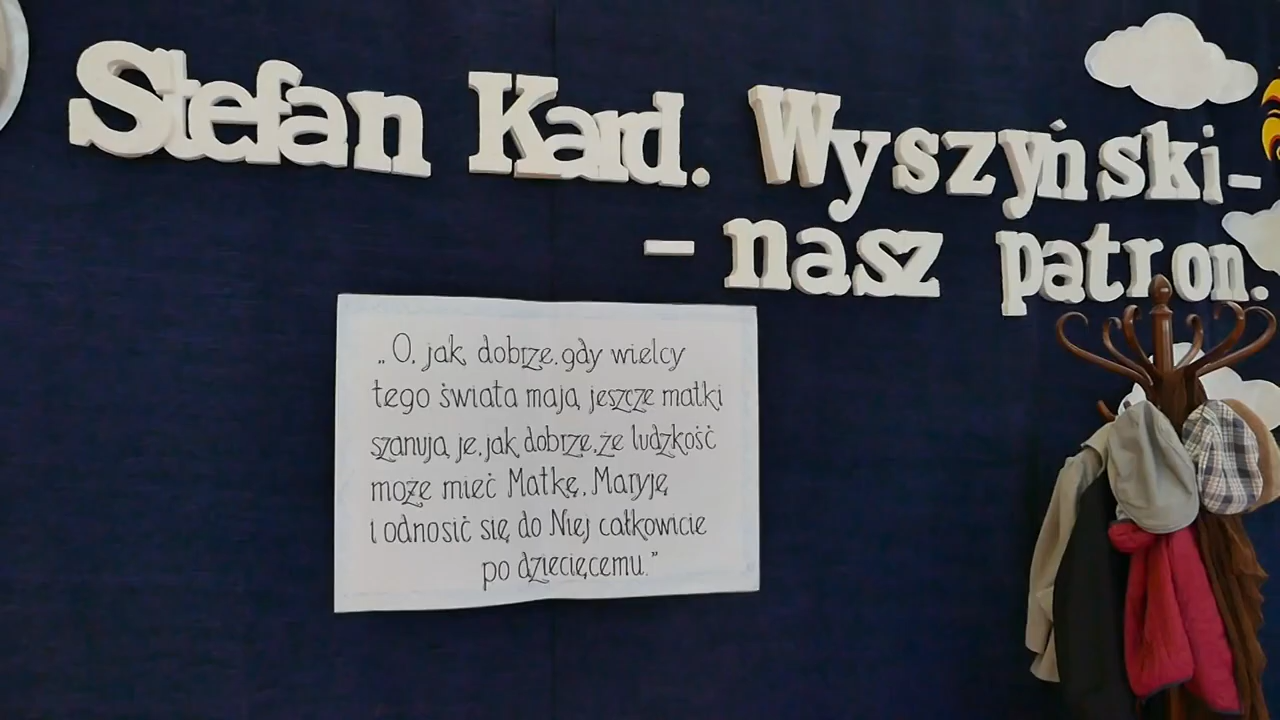 Stefan Kard. Wyszyński-
- nasz patron.
„O, jak dobrze, gdy wielcy
tego świata mają jeszcze matki
szanują je, jak dobrze, że ludzkość
może mieć Matkę, Maryję
i odnosić się do Niej całkowicie
po dziecięcemu."